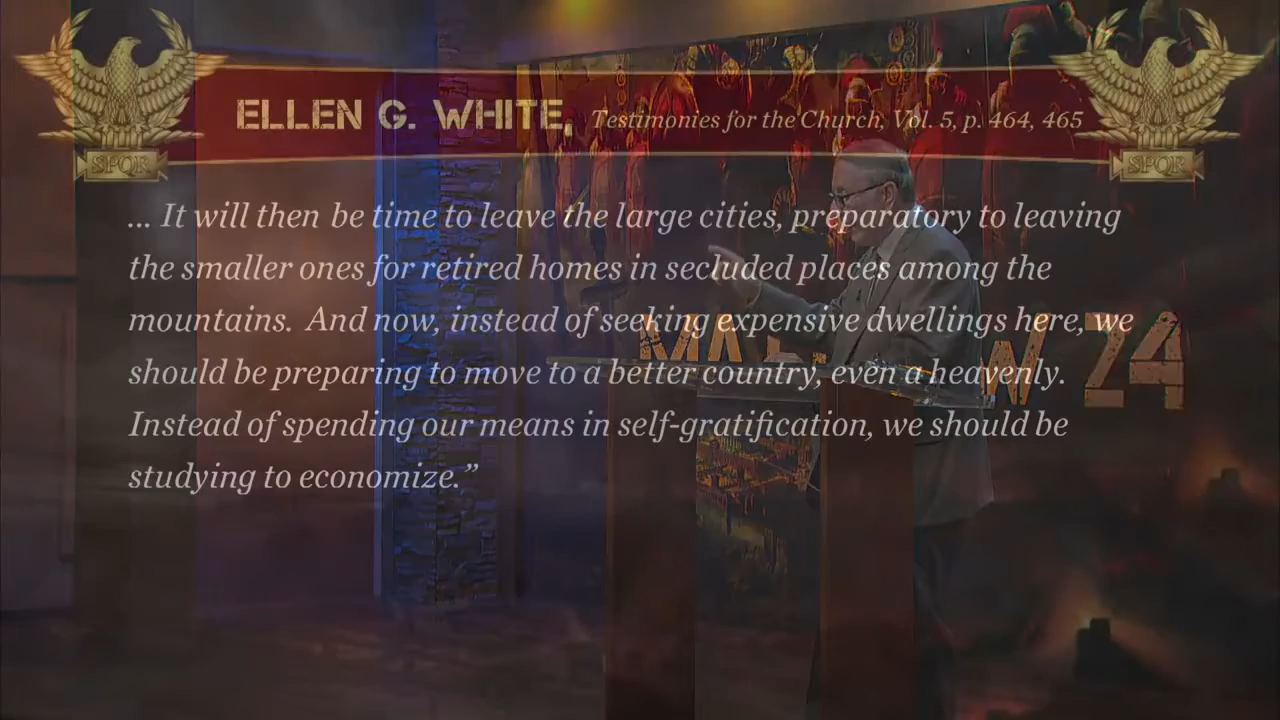 ELLEN G. WHITE, Testimonies for the Church, Vol. 5, p. 464, 465
SPQR SPQR
... It will then be time to leave the large cities, preparatory to leaving
the smaller ones for retired homes in secluded places among the
mountains. And now, instead of seeking expensive dwellings here, we
should be preparing to move to a better country, even a heavenly.
Instead of spending our means in self-gratification, we should be
studying to economize.”
24